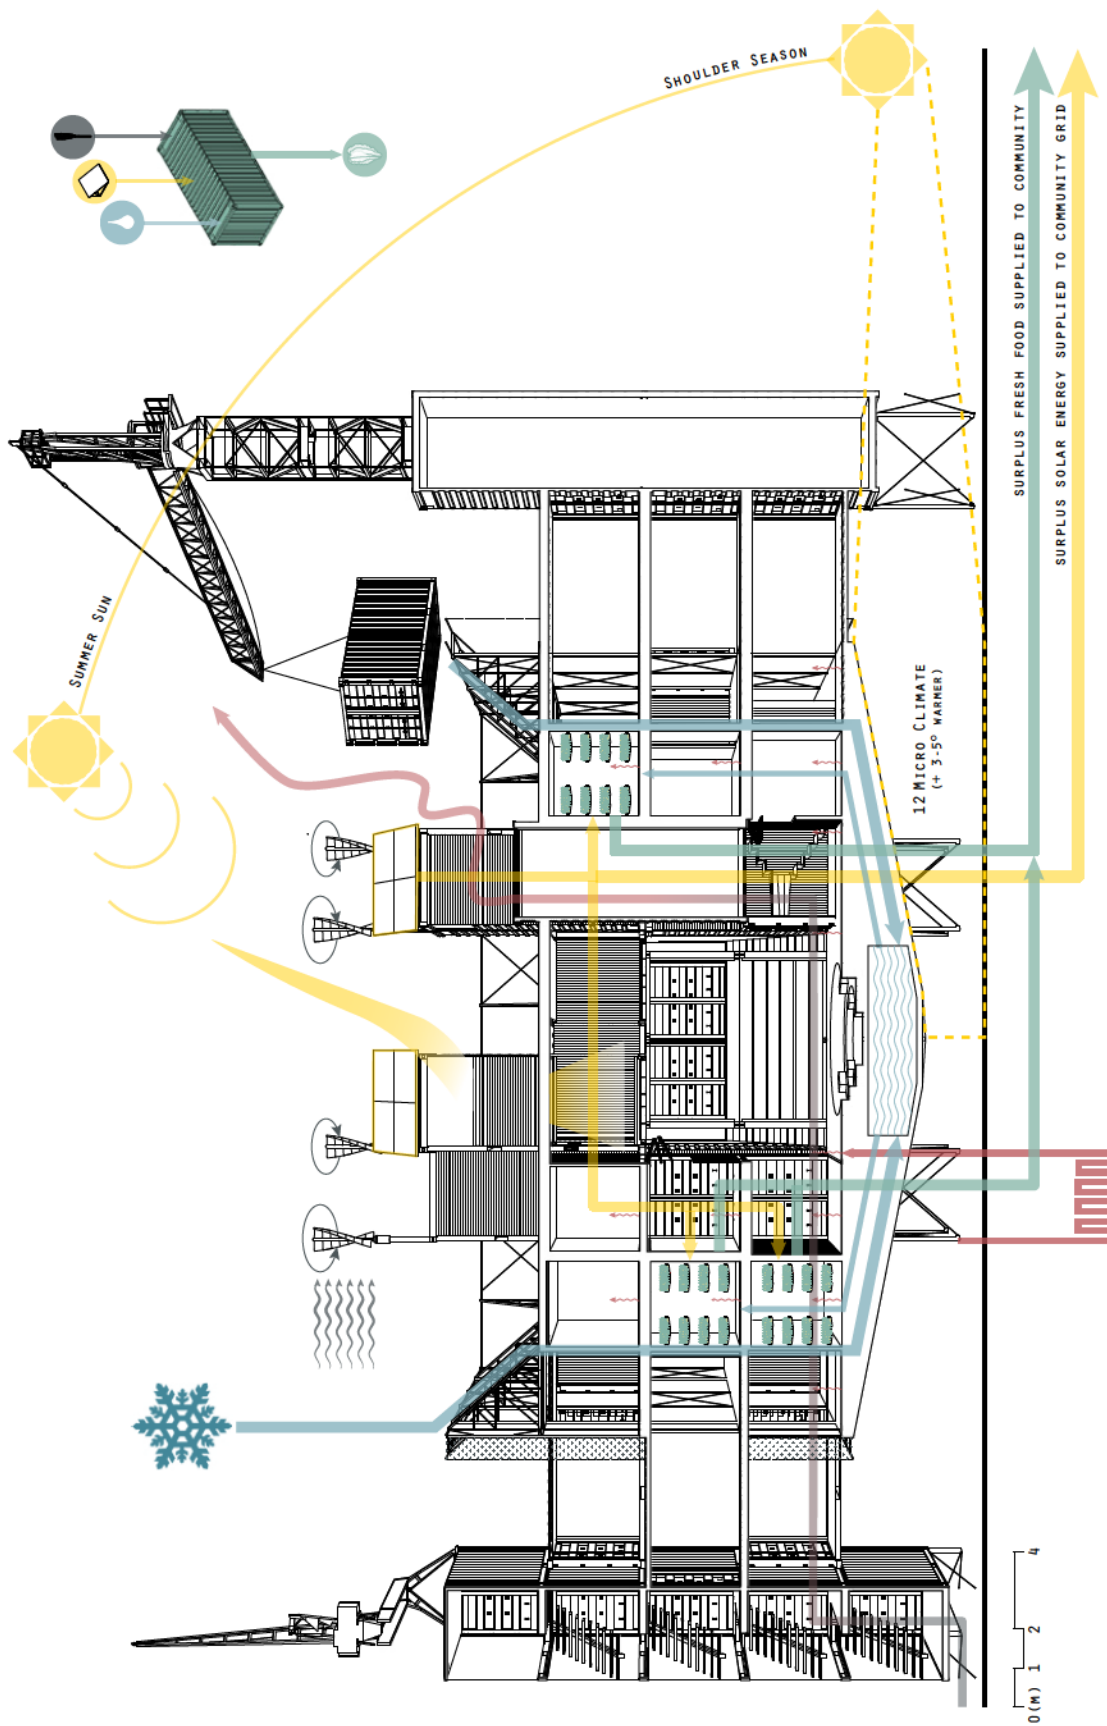 Shoulder Season
Summer Sun
12 Micro Climate
(+ 3-5° warmer)
Surplus Fresh Food supplied to community
Surplus Solar Energy supplied to community grid
0(m) 1 2 4